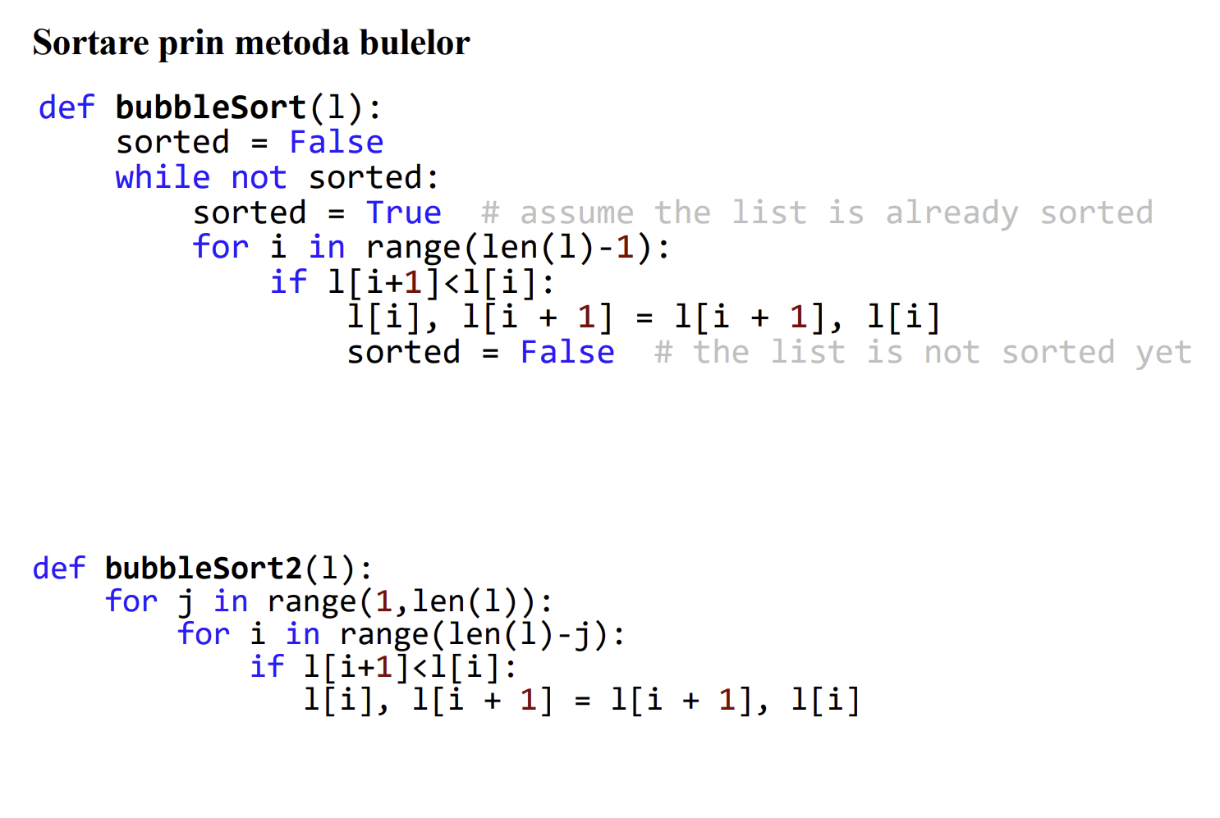 Sortare prin metoda bulelor
def bubbleSort(l):
    sorted = False
    while not sorted:
        sorted = True  # assume the list is already sorted
        for i in range(len(l)-1):
            if l[i+1]<l[i]:
                l[i], l[i + 1] = l[i + 1], l[i]
                sorted = False  # the list is not sorted yet
def bubbleSort2(l):
    for j in range(1,len(l)):
        for i in range(len(l)-j):
            if l[i+1]<l[i]:
               l[i], l[i + 1] = l[i + 1], l[i]